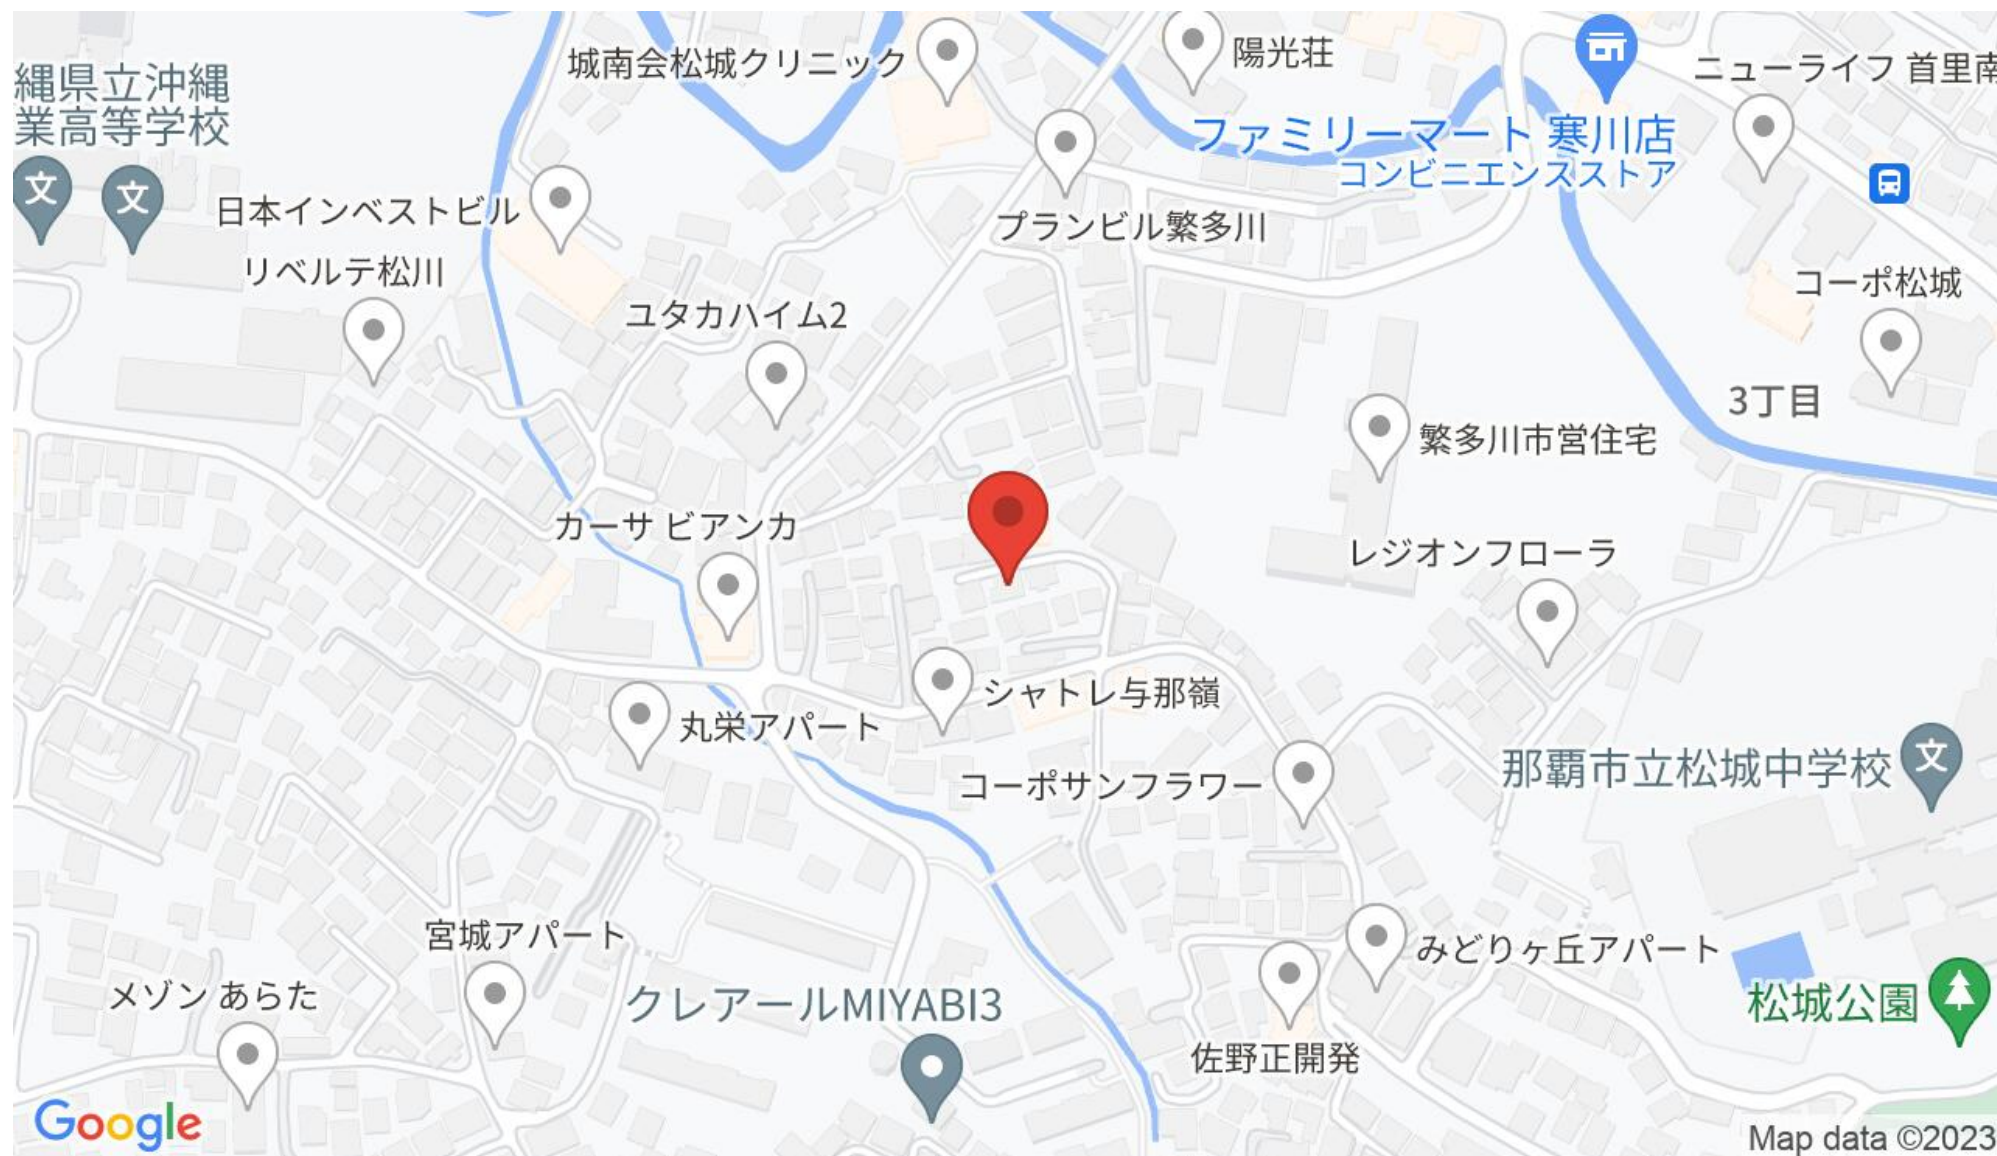 城南会松城クリニック
陽光荘
ニューライフ 首里南
縄県立沖縄
業高等学校
ファミリーマート 寒川店
コンビニエンスストア
文
文
日本インベストビル
プランビル繁多川
リベルテ松川
コーポ松城
ユタカハイム2
3丁目
繁多川市営住宅
カーサ ビアンカ
レジオンフローラ
シャトレ与那嶺
丸栄アパート
那覇市立松城中学校
文
コーポサンフラワー
宮城アパート
みどりヶ丘アパート
メゾン あらた
クレアールMIYABI3
松城公園
佐野正開発
Google
Map data ©2023